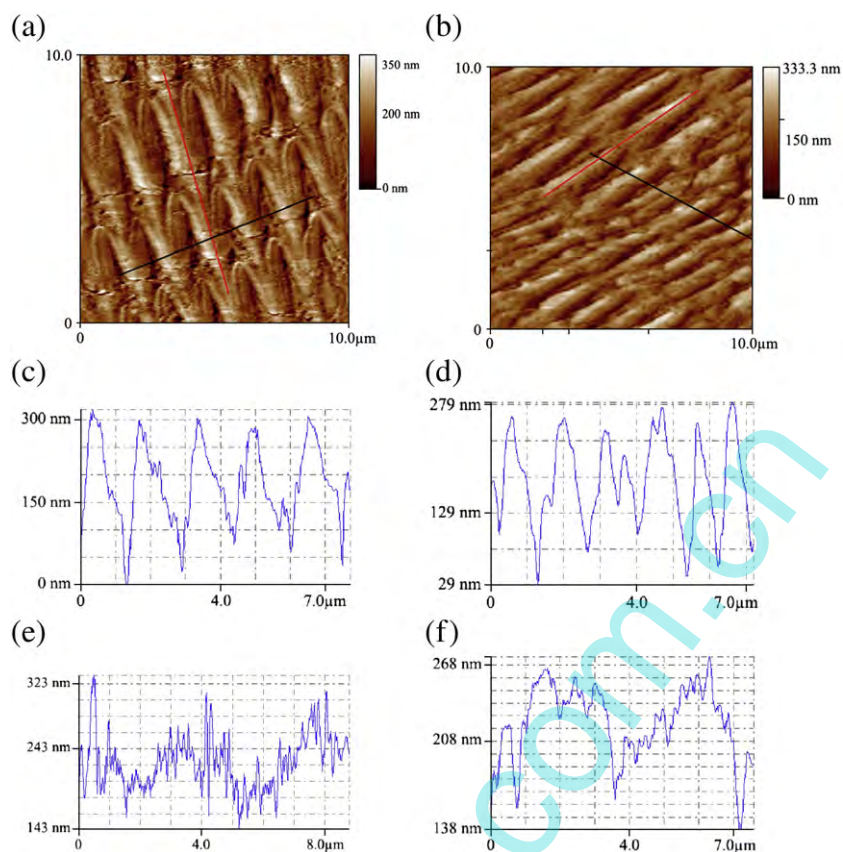 (a)
10.0
0
0
10.0µm
350 nm
200 nm
0 nm
(b)
10.0
0
0
10.0µm
333.3 nm
150 nm
0 nm
(c)
300 nm
150 nm
0 nm
0
4.0
7.0µm
(d)
279 nm
129 nm
29 nm
0
4.0
7.0µm
(e)
323 nm
243 nm
143 nm
0
4.0
8.0µm
(f)
268 nm
208 nm
138 nm
0
4.0
7.0µm
com.cn